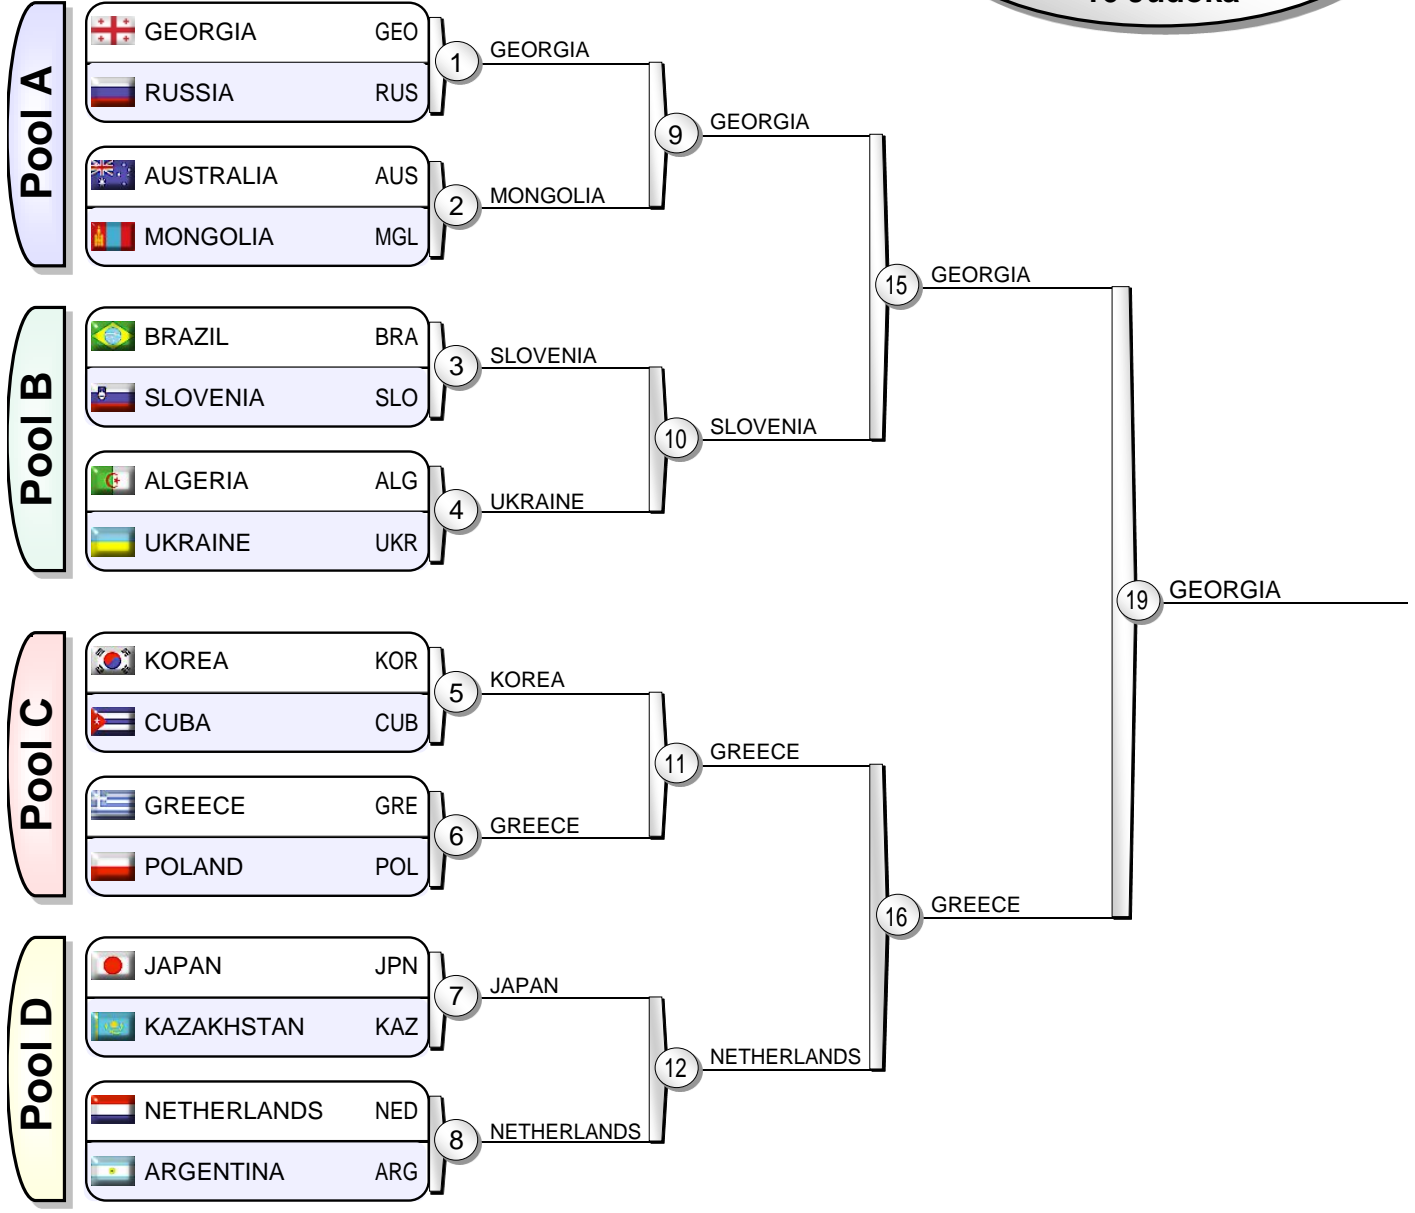 Pool A
GEORGIA GEO
RUSSIA RUS
AUSTRALIA AUS
MONGOLIA MGL
1 GEORGIA
2 MONGOLIA
9 GEORGIA
Pool B
BRAZIL BRA
SLOVENIA SLO
ALGERIA ALG
UKRAINE UKR
3 SLOVENIA
4 UKRAINE
10 SLOVENIA
15 GEORGIA
Pool C
KOREA KOR
CUBA CUB
GREECE GRE
POLAND POL
5 KOREA
6 GREECE
11 GREECE
Pool D
JAPAN JPN
KAZAKHSTAN KAZ
NETHERLANDS NED
ARGENTINA ARG
7 JAPAN
8 NETHERLANDS
12 NETHERLANDS
16 GREECE
19 GEORGIA